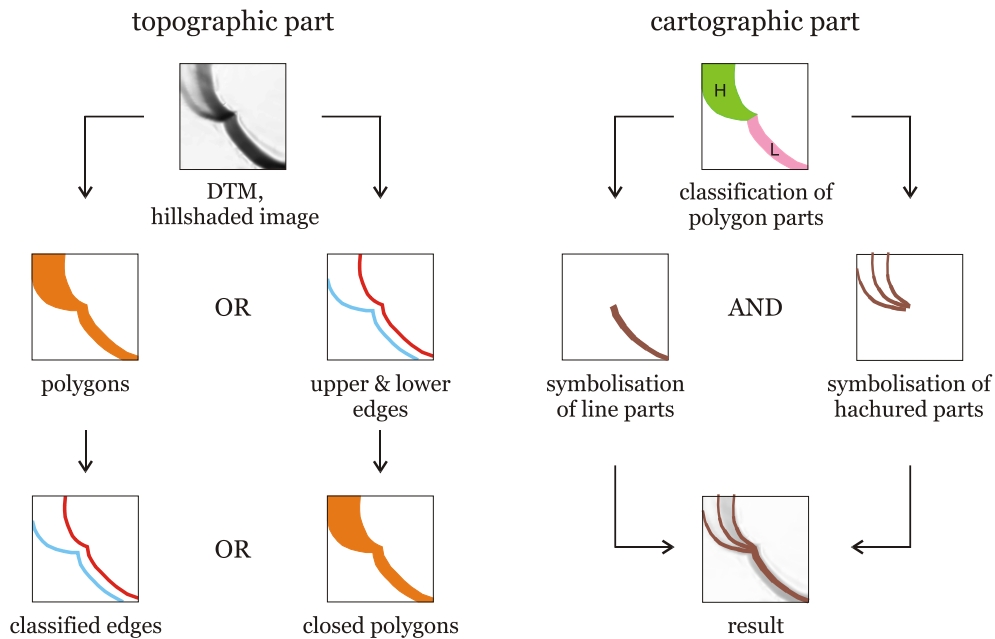 topographic part
DTM,
hillshaded image
polygons
OR
upper & lower
edges
classified edges
OR
closed polygons
cartographic part
H
L
classification of
polygon parts
symbolisation
of line parts
AND
symbolisation of
hachured parts
result